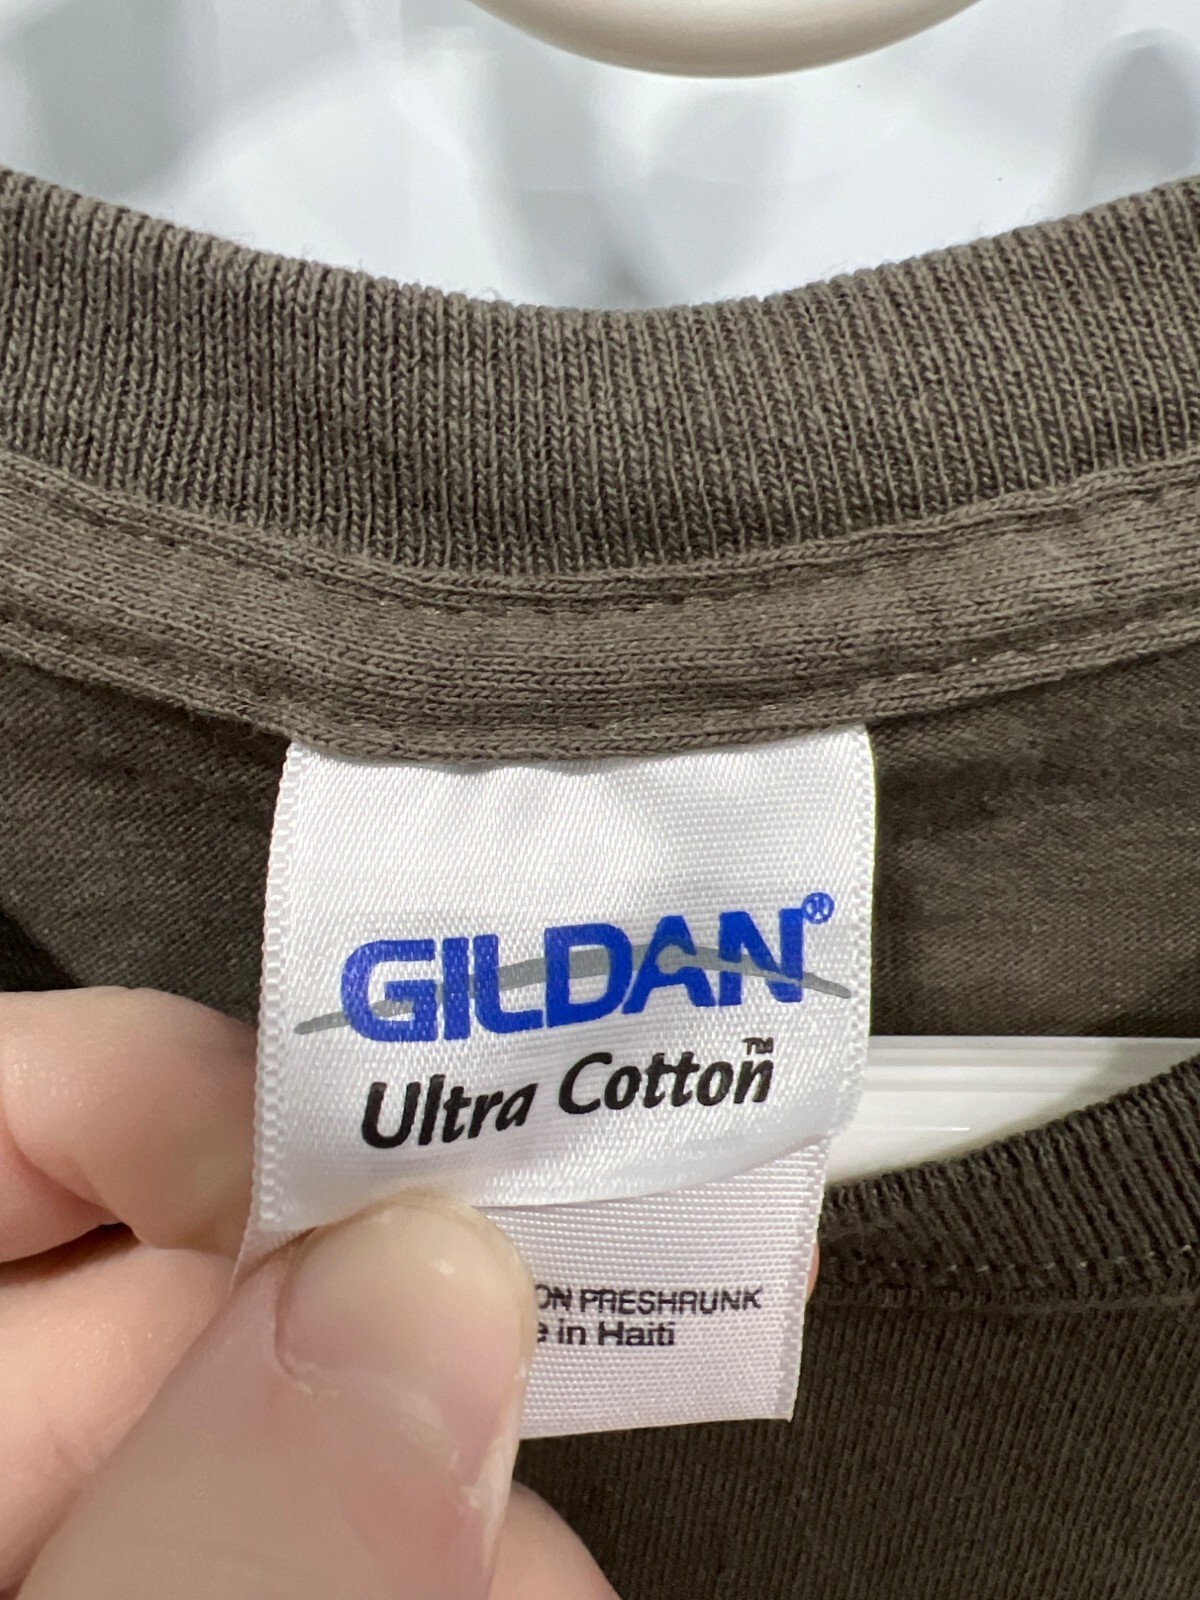 GILDAN®
Ultra Cotton™
ON PRESHRUNK
e in Haiti